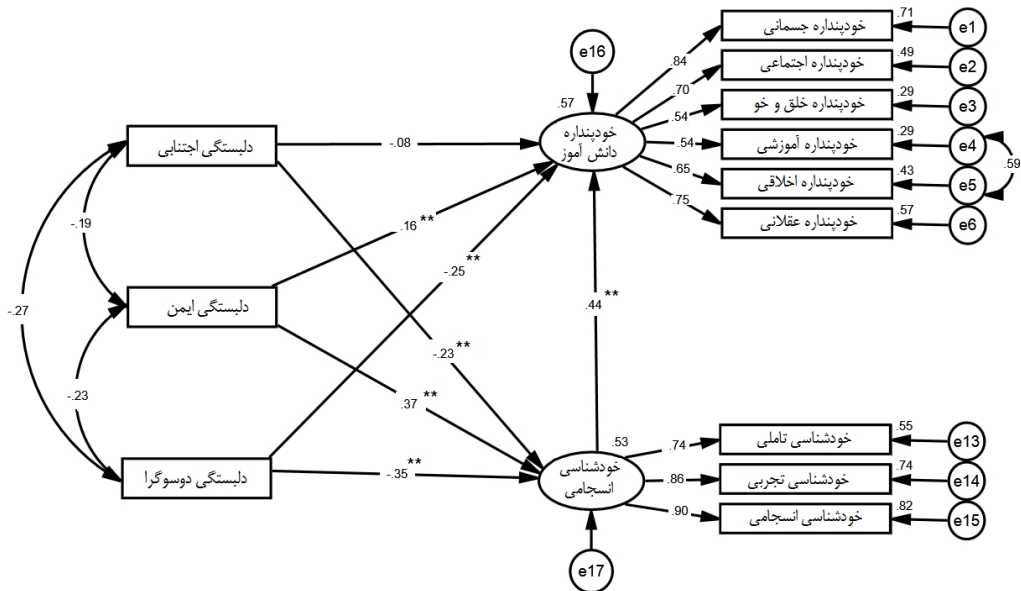 .71
خودپنداره جسمانی
e1
e16
.84
.49
خودپنداره اجتماعی
e2
.70
.57
.29
خودپنداره خلق و خو
e3
.54
دلبستگی اجتنابی
-.08
خودپنداره
دانش آموز
.54
.29
خودپنداره آموزشی
e4
.59
.65
.43
خودپنداره اخلاقی
e5
.75
.57
خودپنداره عقلانی
e6
-.19
.16**
-.25**
-.27
دلبستگی ایمن
.44**
-.23**
-.23
.37**
.53
.74
.55
خودشناسی تاملی
e13
دلبستگی دوسوگرا
-.35**
خودشناسی
انسجامی
.86
.74
خودشناسی تجربی
e14
.90
.82
خودشناسی انسجامی
e15
e17